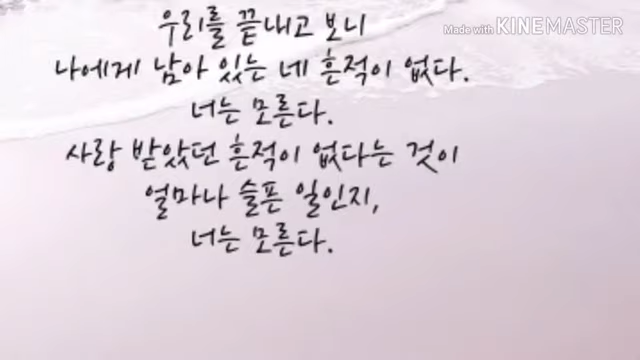 Made with KINEMASTER
우리를 끝내고 보니
나에게 남아 있는 네 흔적이 없다.
너는 모른다.
사랑 받았던 흔적이 없다는 것이
얼마나 슬픈 일인지,
너는 모른다.